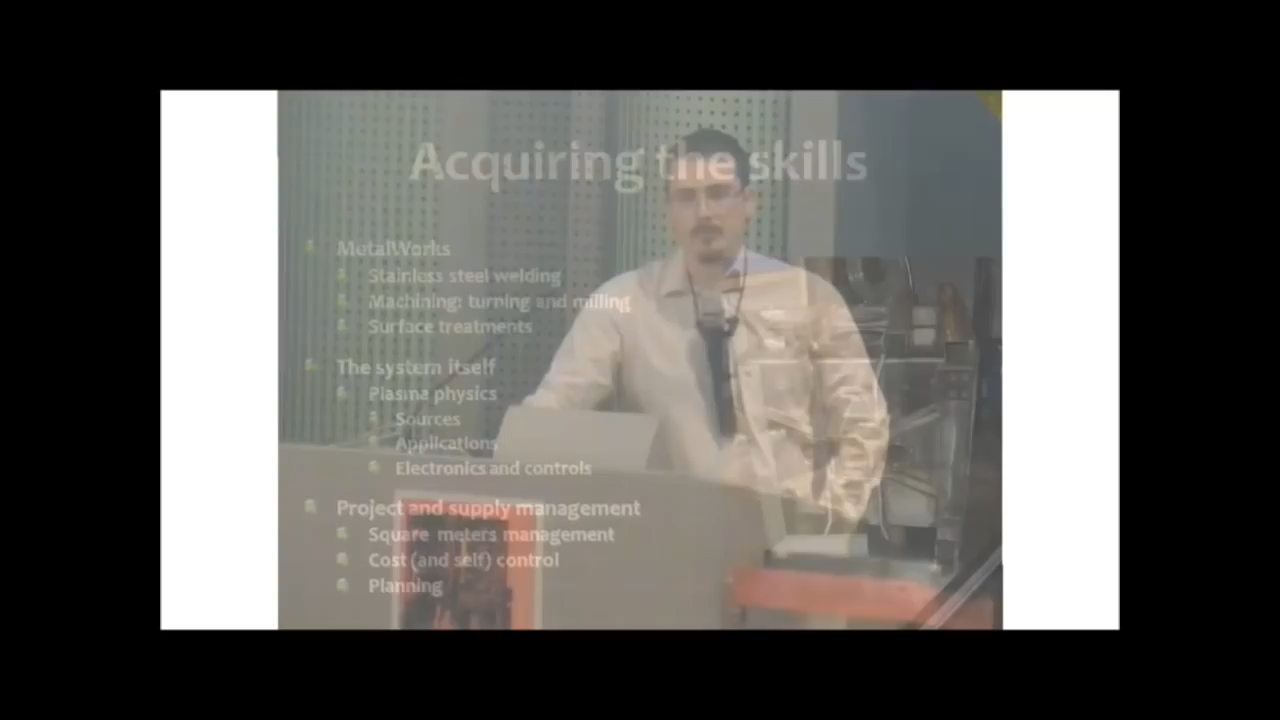 Acquiring the skills
MetalWorks
Stainless steel welding
Machining: turning and milling
Surface treatments
The system itself
Plasma physics
Sources
Applications
Electronics and controls
Project and supply management
Square meters management
Cost (and self) control
Planning